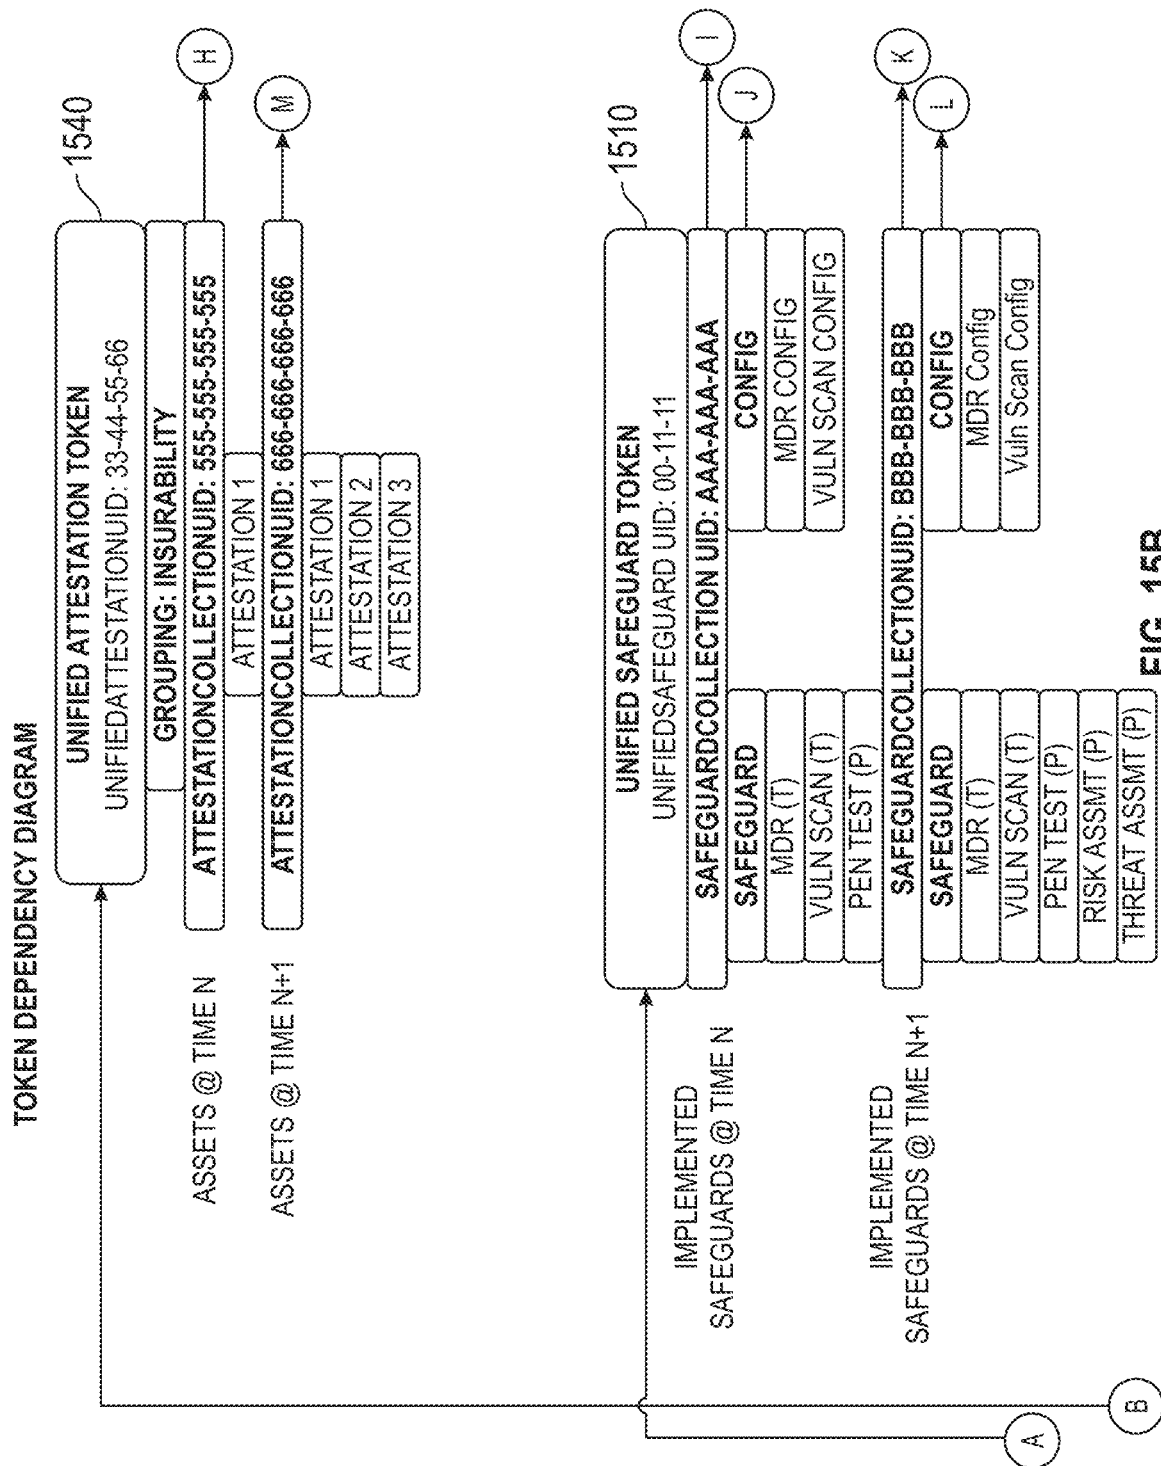 TOKEN DEPENDENCY DIAGRAM
UNIFIED ATTESTATION TOKEN
UNIFIEDATTESTATIONUID: 33-44-55-66
1540
GROUPING: INSURABILITY
ASSETS @ TIME N
ATTESTATIONCOLLECTIONUID: 555-555-555-555
H
ATTESTATION 1
ASSETS @ TIME N+1
ATTESTATIONCOLLECTIONUID: 666-666-666-666
M
ATTESTATION 1
ATTESTATION 2
ATTESTATION 3
UNIFIED SAFEGUARD TOKEN
UNIFIEDSAFEGUARD UID: 00-11-11
1510
IMPLEMENTED
SAFEGUARDS @ TIME N
SAFEGUARDCOLLECTION UID: AAA-AAA-AAA
I
SAFEGUARD
CONFIG
J
MDR (T)
MDR CONFIG
VULN SCAN (T)
VULN SCAN CONFIG
PEN TEST (P)
IMPLEMENTED
SAFEGUARDS @ TIME N+1
SAFEGUARDCOLLECTIONUID: BBB-BBB-BBB
K
SAFEGUARD
CONFIG
L
MDR (T)
MDR Config
VULN SCAN (T)
Vuln Scan Config
PEN TEST (P)
RISK ASSMT (P)
THREAT ASSMT (P)
A
B
FIG. 15B